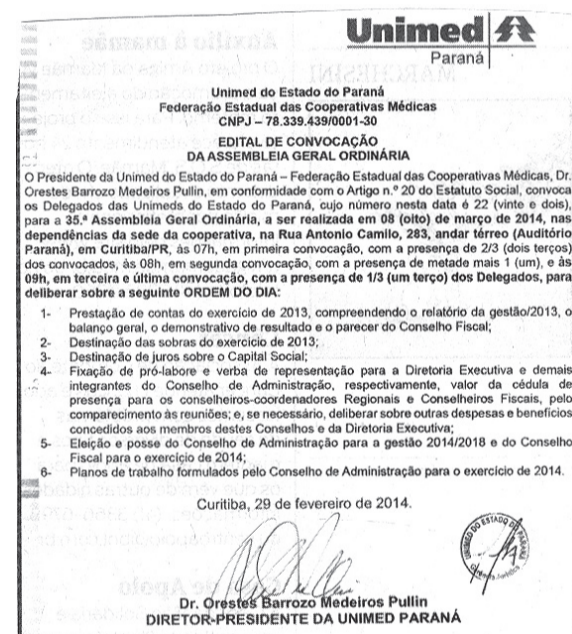 Unimed
Paraná
Unimed do Estado do Paraná
Federação Estadual das Cooperativas Médicas
CNPJ – 78.339.439/0001-30
EDITAL DE CONVOCAÇÃO
DA ASSEMBLEIA GERAL ORDINÁRIA
O Presidente da Unimed do Estado do Paraná – Federação Estadual das Cooperativas Médicas, Dr.
Orestes Barrozo Medeiros Pullin, em conformidade com o Artigo n.º 20 do Estatuto Social, convoca
os Delegados das Unimeds do Estado do Paraná, cujo número nesta data é 22 (vinte e dois),
para a 35.ª Assembleia Geral Ordinária, a ser realizada em 08 (oito) de março de 2014, nas
dependências da sede da cooperativa, na Rua Antonio Camilo, 283, andar térreo (Auditório
Paraná), em Curitiba/PR, às 07h, em primeira convocação, com a presença de 2/3 (dois terços)
dos convocados, às 08h, em segunda convocação, com a presença de metade mais 1 (um), e às
09h, em terceira e última convocação, com a presença de 1/3 (um terço) dos Delegados, para
deliberar sobre a seguinte ORDEM DO DIA:
1- Prestação de contas do exercício de 2013, compreendendo o relatório da gestão/2013, o
balanço geral, o demonstrativo de resultado e o parecer do Conselho Fiscal;
2- Destinação das sobras do exercício de 2013;
3- Destinação de juros sobre o Capital Social;
4- Fixação de pró-labore e verba de representação para a Diretoria Executiva e demais
integrantes do Conselho de Administração, respectivamente, valor da cédula de
presença para os conselheiros-coordenadores Regionais e Conselheiros Fiscais, pelo
comparecimento às reuniões; e, se necessário, deliberar sobre outras despesas e benefícios
concedidos aos membros destes Conselhos e da Diretoria Executiva;
5- Eleição e posse do Conselho de Administração para a gestão 2014/2018 e do Conselho
Fiscal para o exercício de 2014;
6- Planos de trabalho formulados pelo Conselho de Administração para o exercício de 2014.
Curitiba, 29 de fevereiro de 2014.
UNIMED DO ESTADO DO PARANÁ
Dr. Orestes Barrozo Medeiros Pullin
DIRETOR-PRESIDENTE DA UNIMED PARANÁ